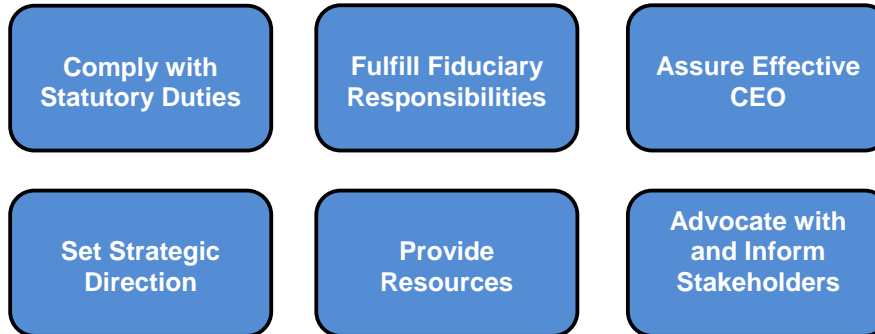 Comply with
Statutory Duties
Fulfill Fiduciary
Responsibilities
Assure Effective
CEO
Set Strategic
Direction
Provide
Resources
Advocate with
and Inform
Stakeholders